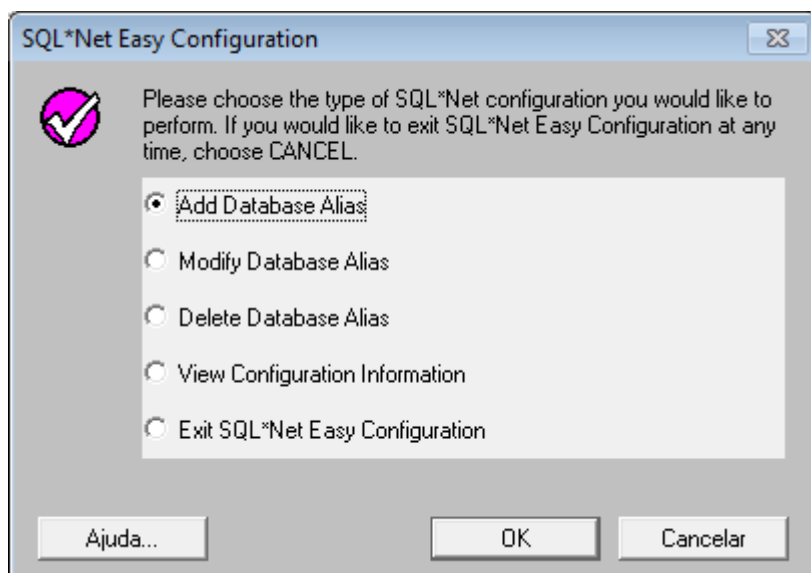 SQL*Net Easy Configuration
Please choose the type of SQL*Net configuration you would like to
perform. If you would like to exit SQL*Net Easy Configuration at any
time, choose CANCEL.
Add Database Alias
Modify Database Alias
Delete Database Alias
View Configuration Information
Exit SQL*Net Easy Configuration
Ajuda...
OK
Cancelar